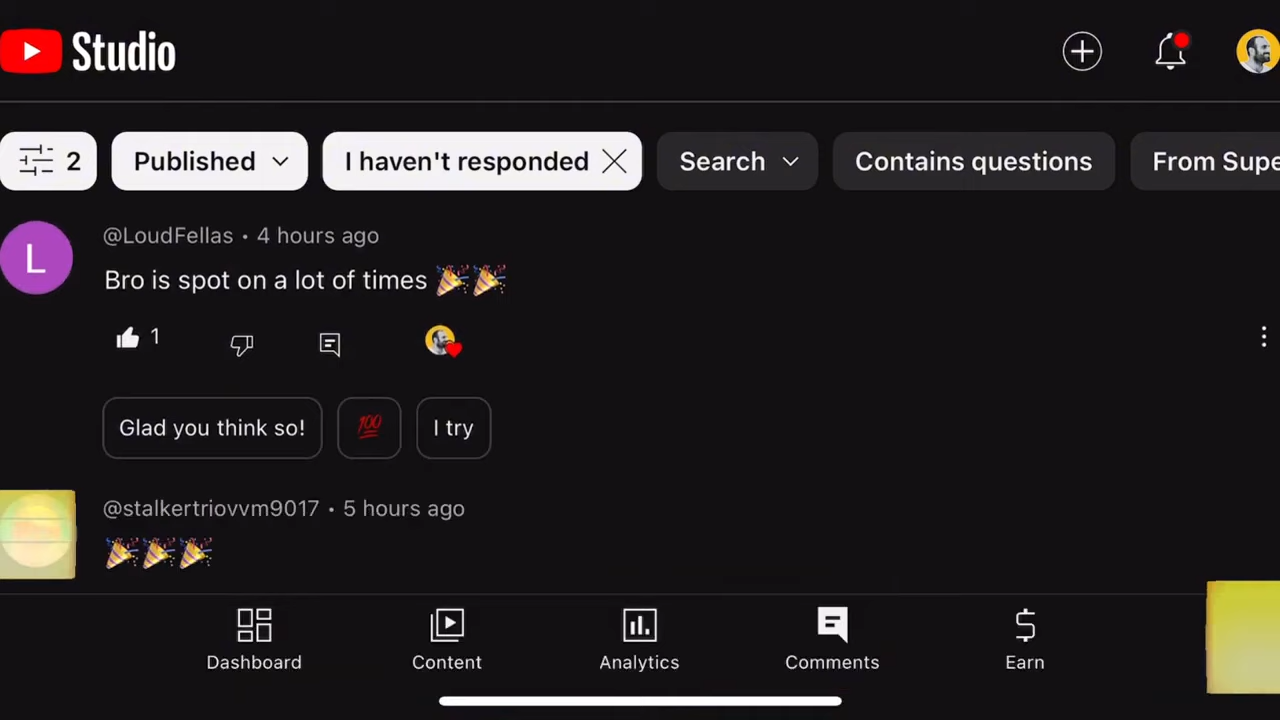 Studio
2 Published I haven't responded Search Contains questions From Supe
@LoudFellas • 4 hours ago
L
Bro is spot on a lot of times 🎉🎉
1
Glad you think so! 💯 I try
@stalkertriovvm9017 • 5 hours ago
🎉🎉🎉
Dashboard Content Analytics Comments Earn